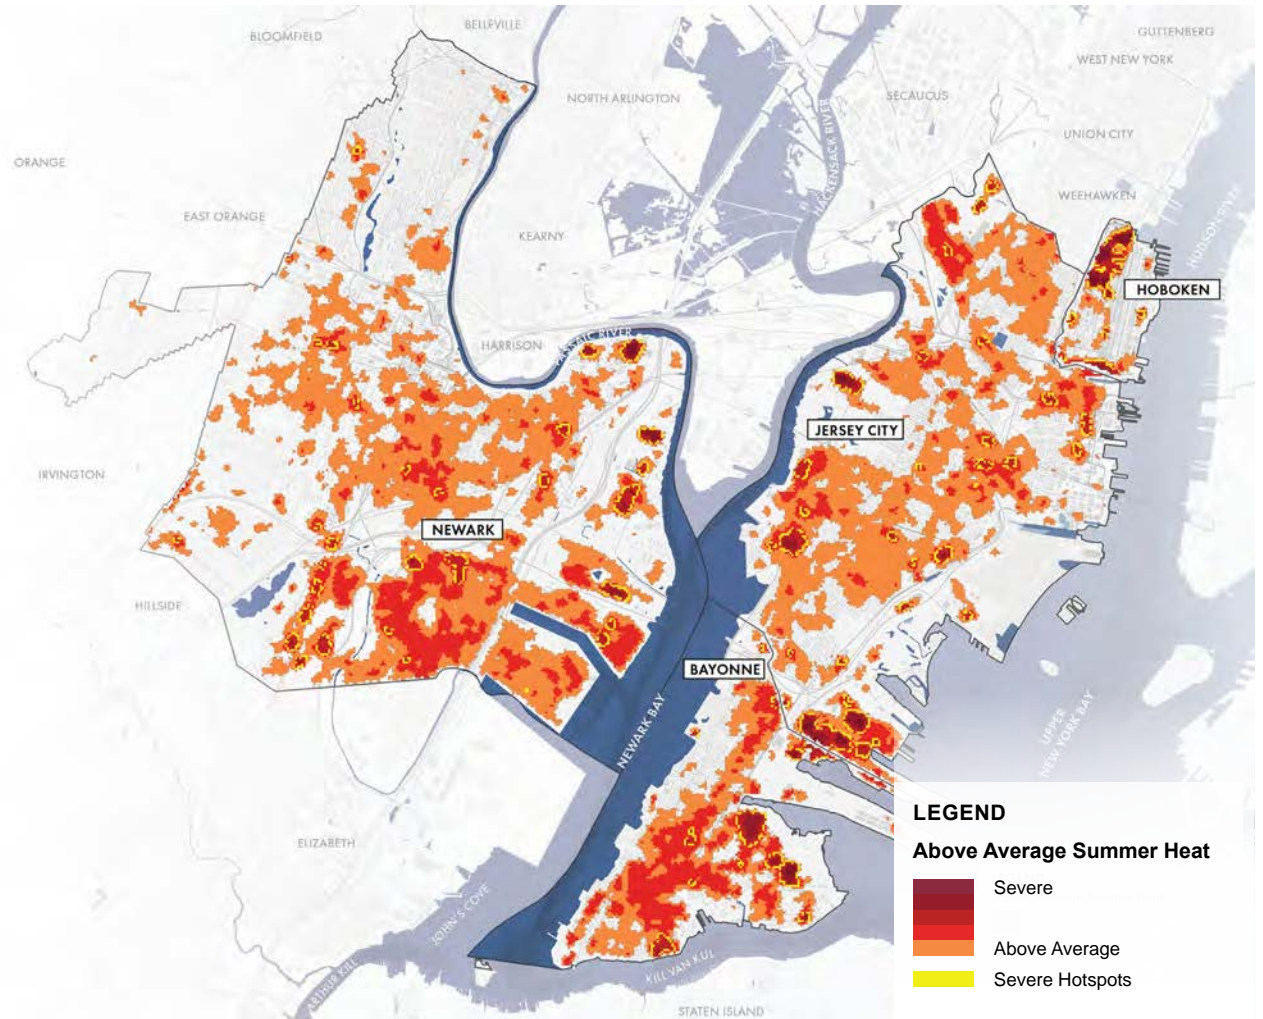 BELLEVILLE
BLOOMFIELD
GUTTENBERG
WEST NEW YORK
NORTH ARLINGTON
SECAUCUS
UNION CITY
HACKENSACK RIVER
ORANGE
WEEHAWKEN
EAST ORANGE
HUDSON RIVER
KEARNY
HOBOKEN
PASSAIC RIVER
HARRISON
JERSEY CITY
IRVINGTON
NEWARK
HILLSIDE
BAYONNE
NEWARK BAY
UPPER
NEW YORK BAY
ELIZABETH
JOHN'S COVE
KILL VAN KUL
ARTHUR KILL
STATEN ISLAND
LEGEND
Above Average Summer Heat
Severe
Above Average
Severe Hotspots